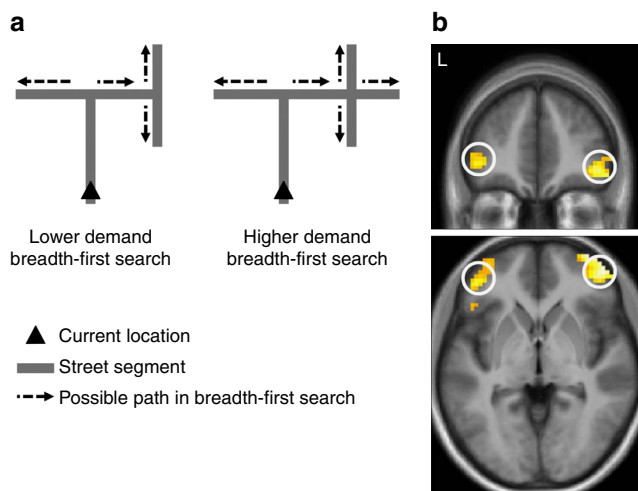 a
b
L
Lower demand
breadth-first search
Higher demand
breadth-first search
Current location
Street segment
Possible path in breadth-first search